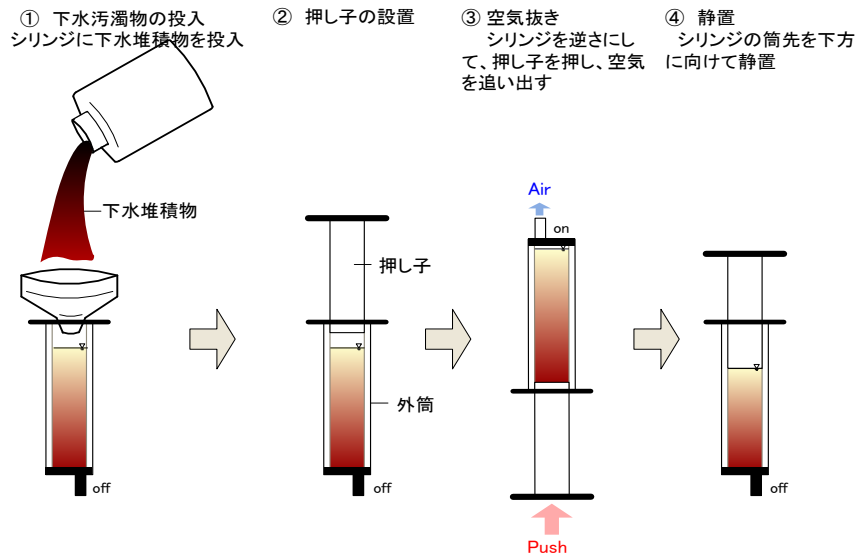 ① 下水汚濁物の投入
シリンジに下水堆積物を投入
② 押し子の設置
③ 空気抜き
シリンジを逆さにし
て、押し子を押し、空気
を追い出す
④ 静置
シリンジの筒先を下方
に向けて静置
下水堆積物
off
押し子
外筒
off
Air
on
Push
off